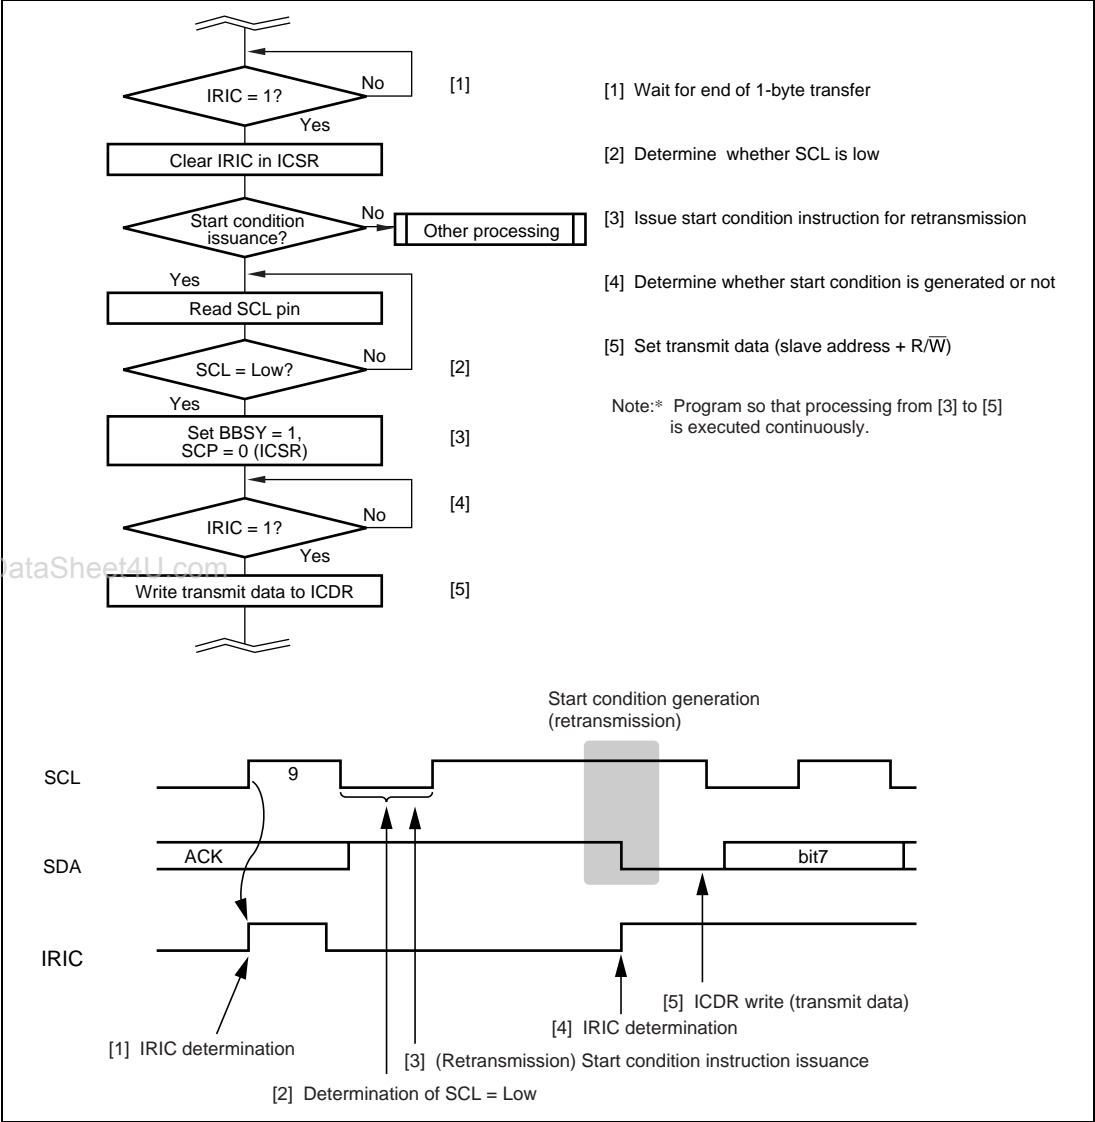 IRIC = 1?
No
[1]
Yes
Clear IRIC in ICSR
Start condition
issuance?
No
Other processing
Yes
Read SCL pin
SCL = Low?
No
[2]
Yes
Set BBSY = 1,
SCP = 0 (ICSR)
[3]
[4]
IRIC = 1?
No
Yes
Write transmit data to ICDR
[5]
[1] Wait for end of 1-byte transfer
[2] Determine whether SCL is low
[3] Issue start condition instruction for retransmission
[4] Determine whether start condition is generated or not
[5] Set transmit data (slave address + R/W̅)
Note:* Program so that processing from [3] to [5]
is executed continuously.
ataSheet4U.com
Start condition generation
(retransmission)
SCL
9
SDA
ACK
bit7
IRIC
[5] ICDR write (transmit data)
[4] IRIC determination
[1] IRIC determination
[3] (Retransmission) Start condition instruction issuance
[2] Determination of SCL = Low